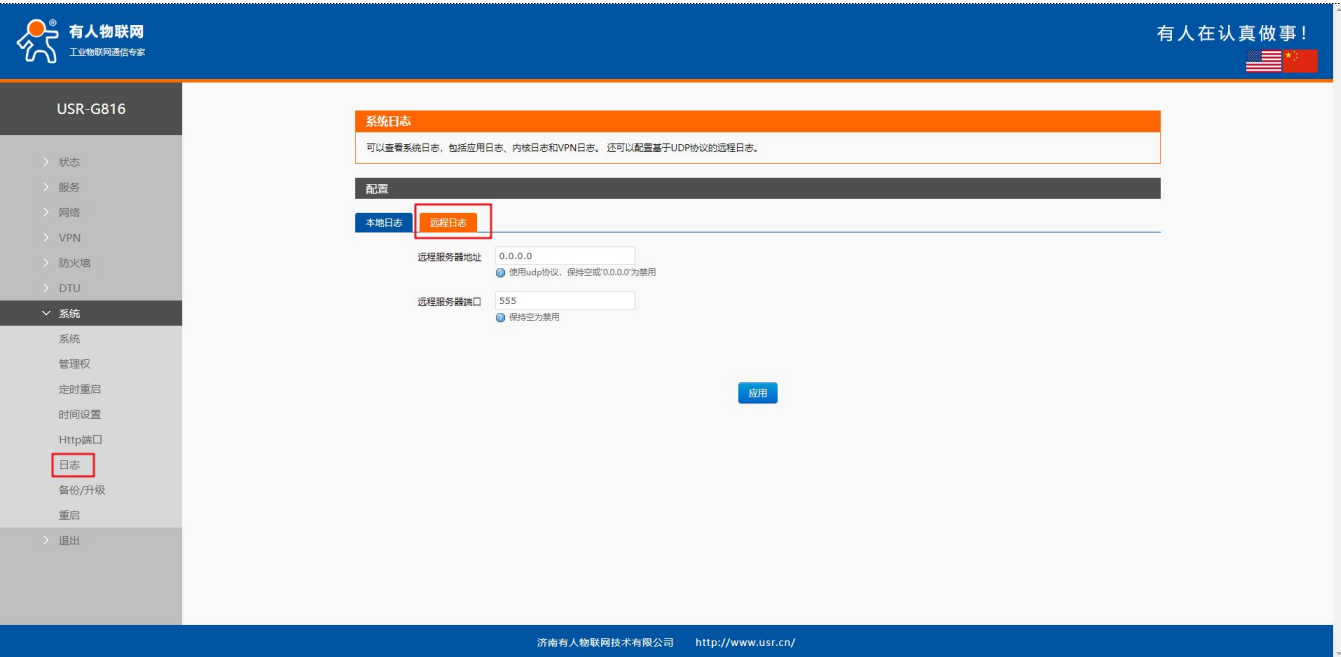 有人物联网
工业物联网通信专家
有人在认真做事!
USR-G816
状态
服务
网络
VPN
防火墙
DTU
系统
系统
管理权
定时重启
时间设置
Http端口
日志
备份/升级
重启
退出
系统日志
可以查看系统日志，包括应用日志、内核日志和VPN日志。 还可以配置基于UDP协议的远程日志。
配置
本地日志 远程日志
远程服务器地址 0.0.0.0
使用udp协议，保持空或'0.0.0.0'为禁用
远程服务器端口 555
保持空为禁用
应用
济南有人物联网技术有限公司 http://www.usr.cn/